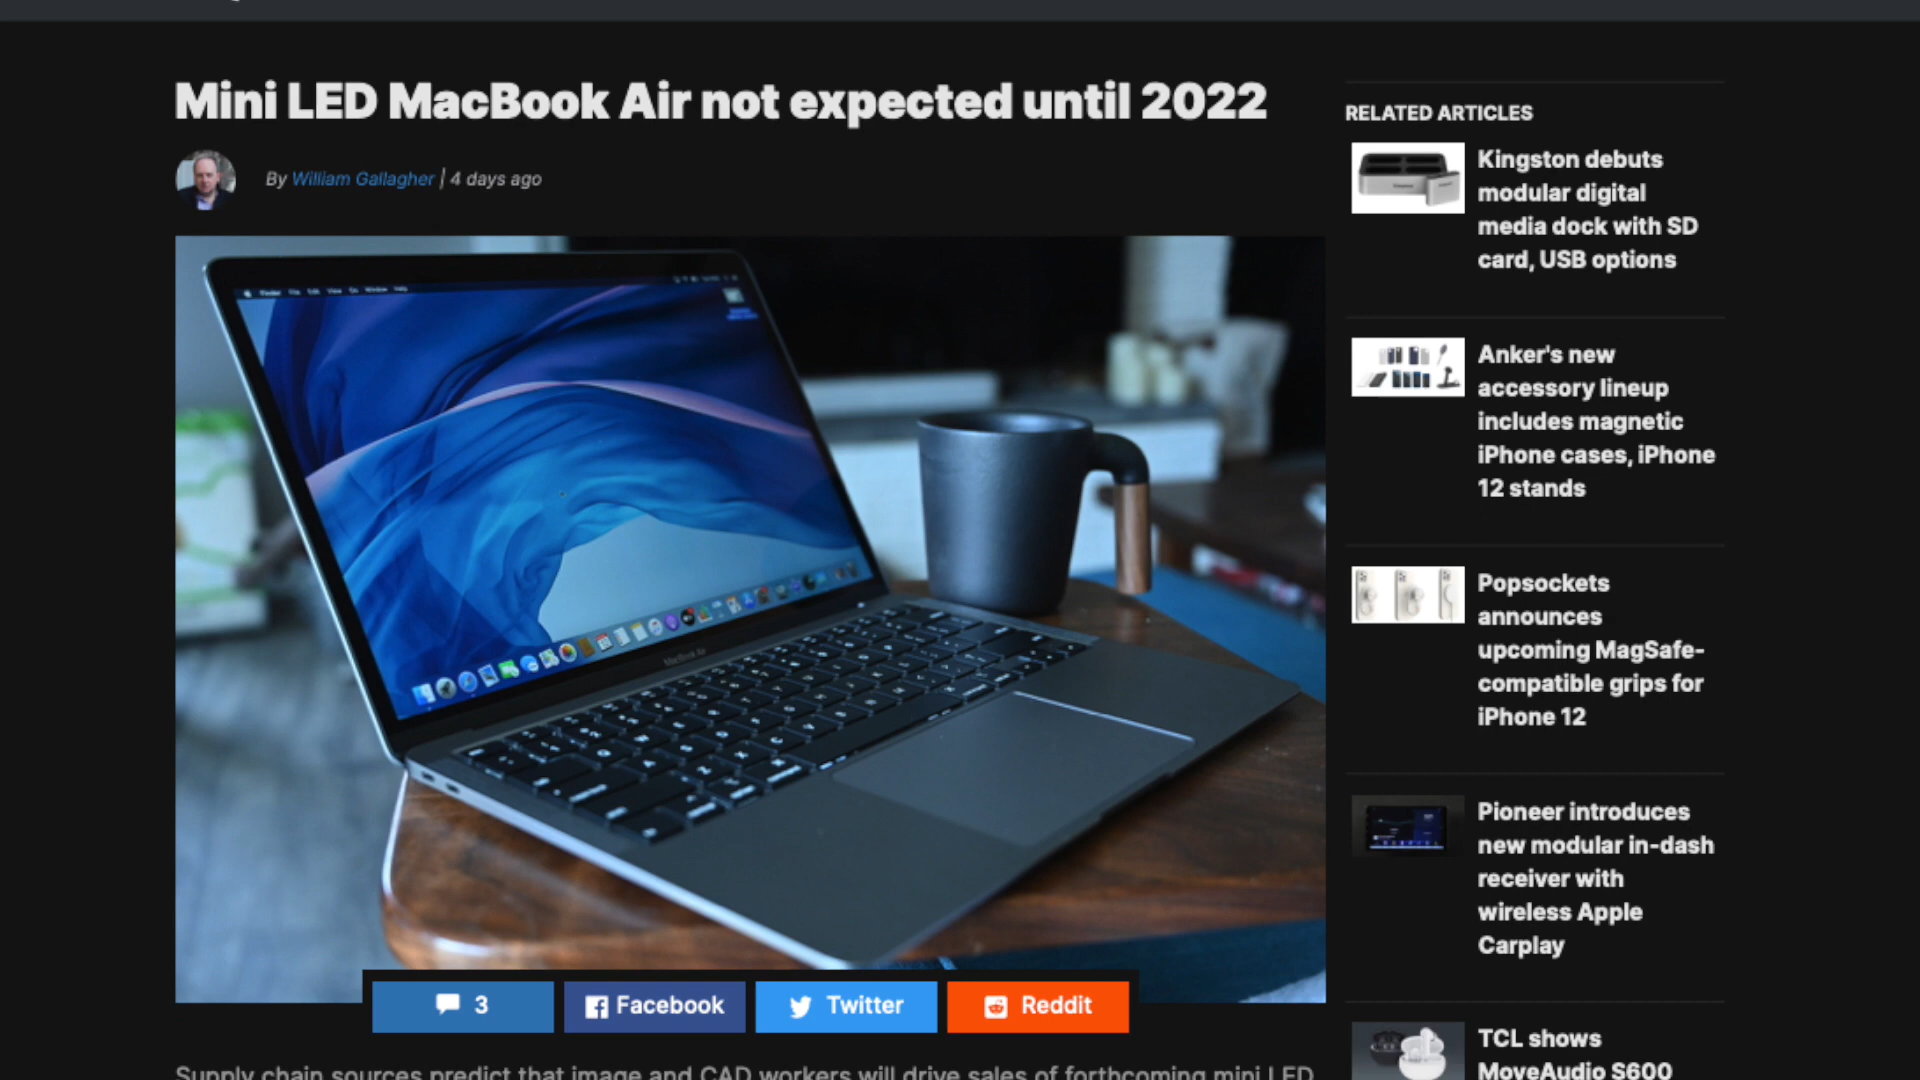 Mini LED MacBook Air not expected until 2022
By William Gallagher | 4 days ago
MacBook Air
3
Facebook
Twitter
Reddit
Supply chain sources predict that image and CAD workers will drive sales of forthcoming mini LED
RELATED ARTICLES
Kingston debuts
modular digital
media dock with SD
card, USB options
Anker's new
accessory lineup
includes magnetic
iPhone cases, iPhone
12 stands
Popsockets
announces
upcoming MagSafe-
compatible grips for
iPhone 12
Pioneer introduces
new modular in-dash
receiver with
wireless Apple
Carplay
TCL shows
MoveAudio S600